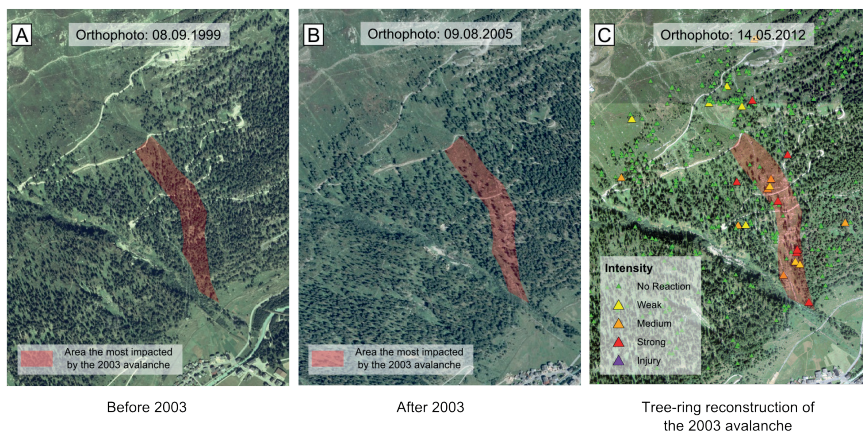 A
Orthophoto: 08.09.1999
Area the most impacted
by the 2003 avalanche
Before 2003
B
Orthophoto: 09.08.2005
Area the most impacted
by the 2003 avalanche
After 2003
C
Orthophoto: 14.05.2012
Intensity
No Reaction
Weak
Medium
Strong
Injury
Tree-ring reconstruction of
the 2003 avalanche